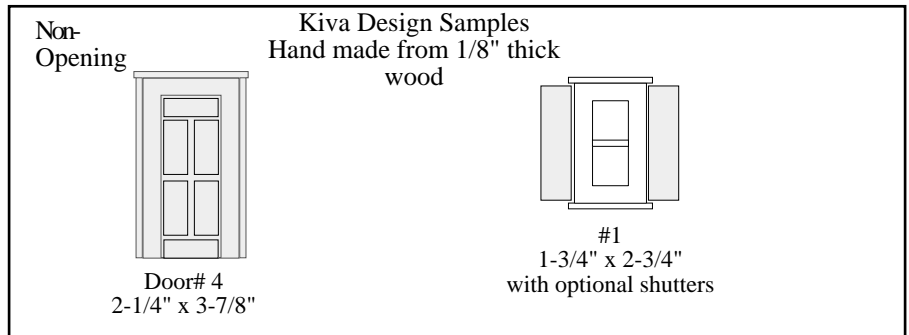 Non-
Opening
Kiva Design Samples
Hand made from 1/8" thick
wood
Door# 4
2-1/4" x 3-7/8"
#1
1-3/4" x 2-3/4"
with optional shutters